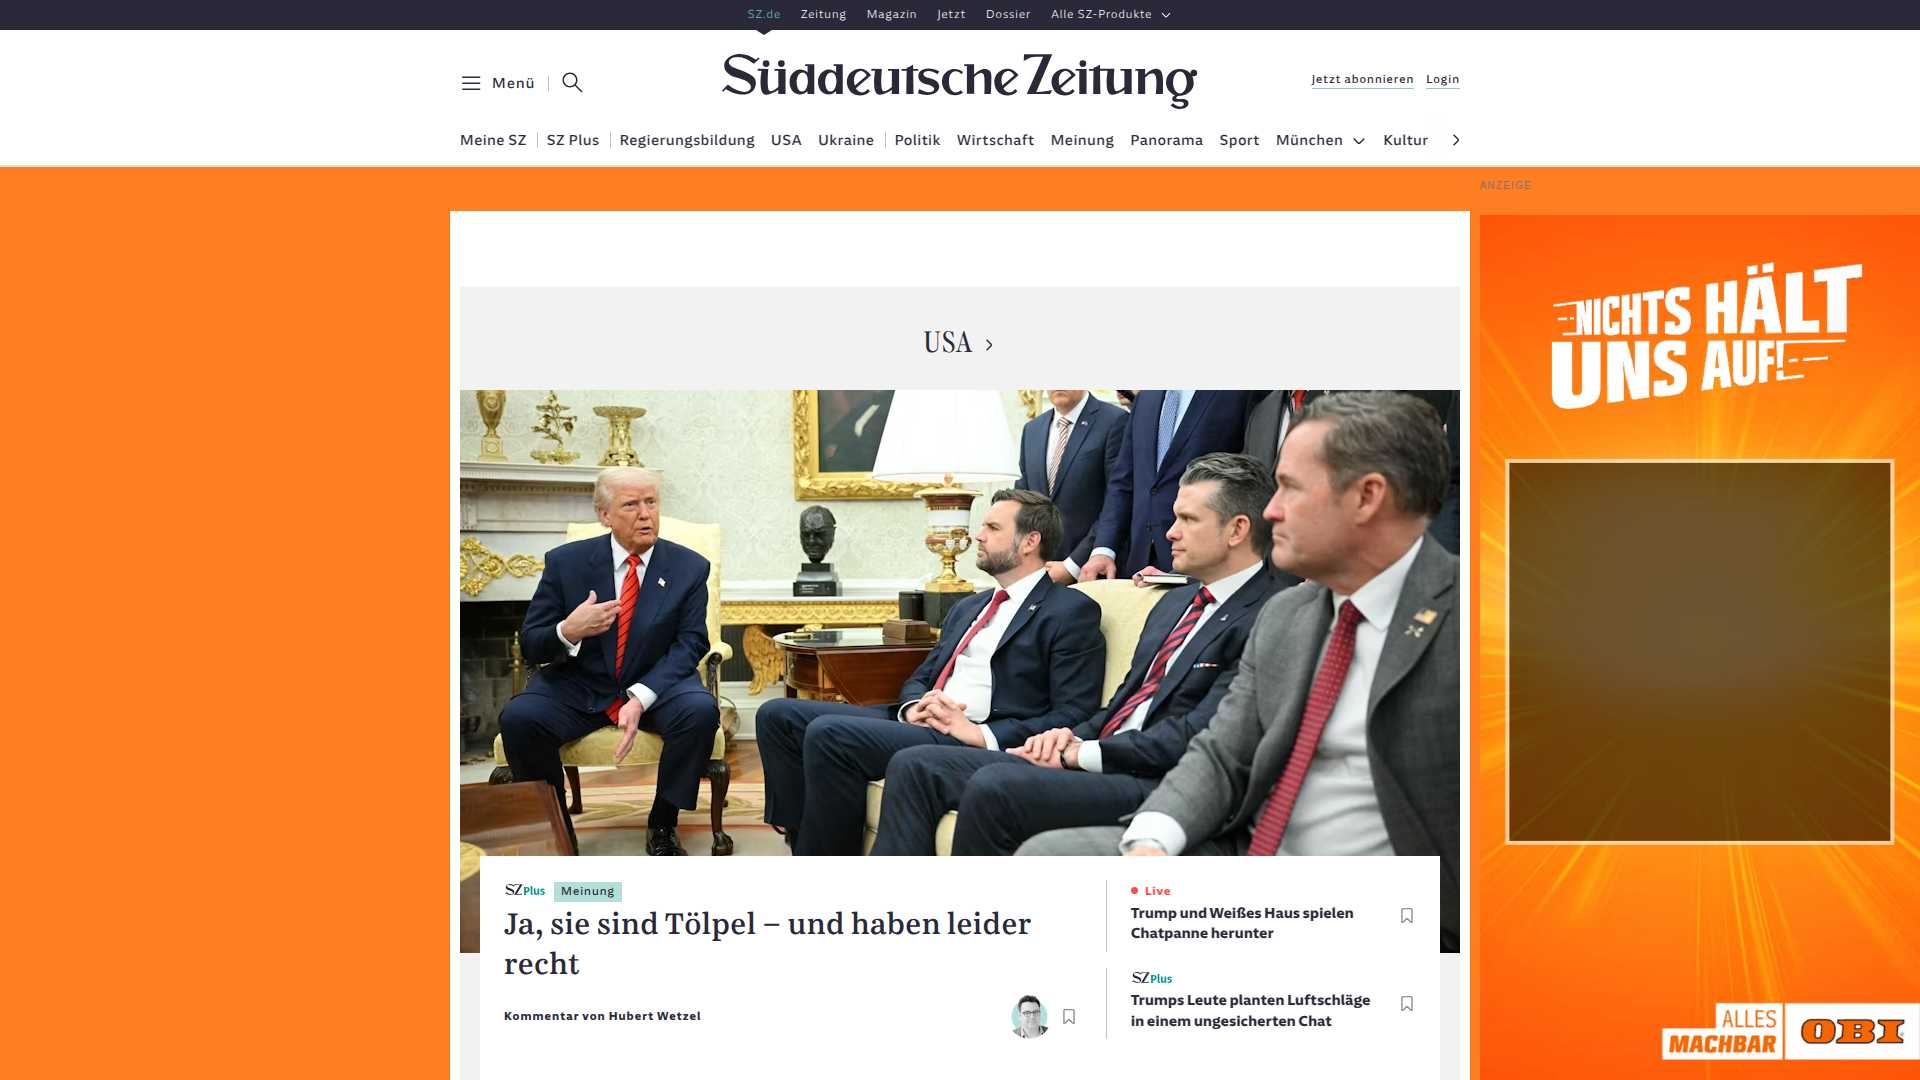 SZ.de Zeitung Magazin Jetzt Dossier Alle SZ-Produkte
Menü
Süddeutsche Zeitung
Jetzt abonnieren Login
Meine SZ SZ Plus Regierungsbildung USA Ukraine Politik Wirtschaft Meinung Panorama Sport München Kultur
ANZEIGE
NICHTS HÄLT
UNS AUF!
USA
SZ Plus Meinung
Ja, sie sind Tölpel – und haben leider
recht
Kommentar von Hubert Wetzel
Live
Trump und Weißes Haus spielen
Chatpanne herunter
SZ Plus
Trumps Leute planten Luftschläge
in einem ungesicherten Chat
ALLES
MACHBAR
OBI